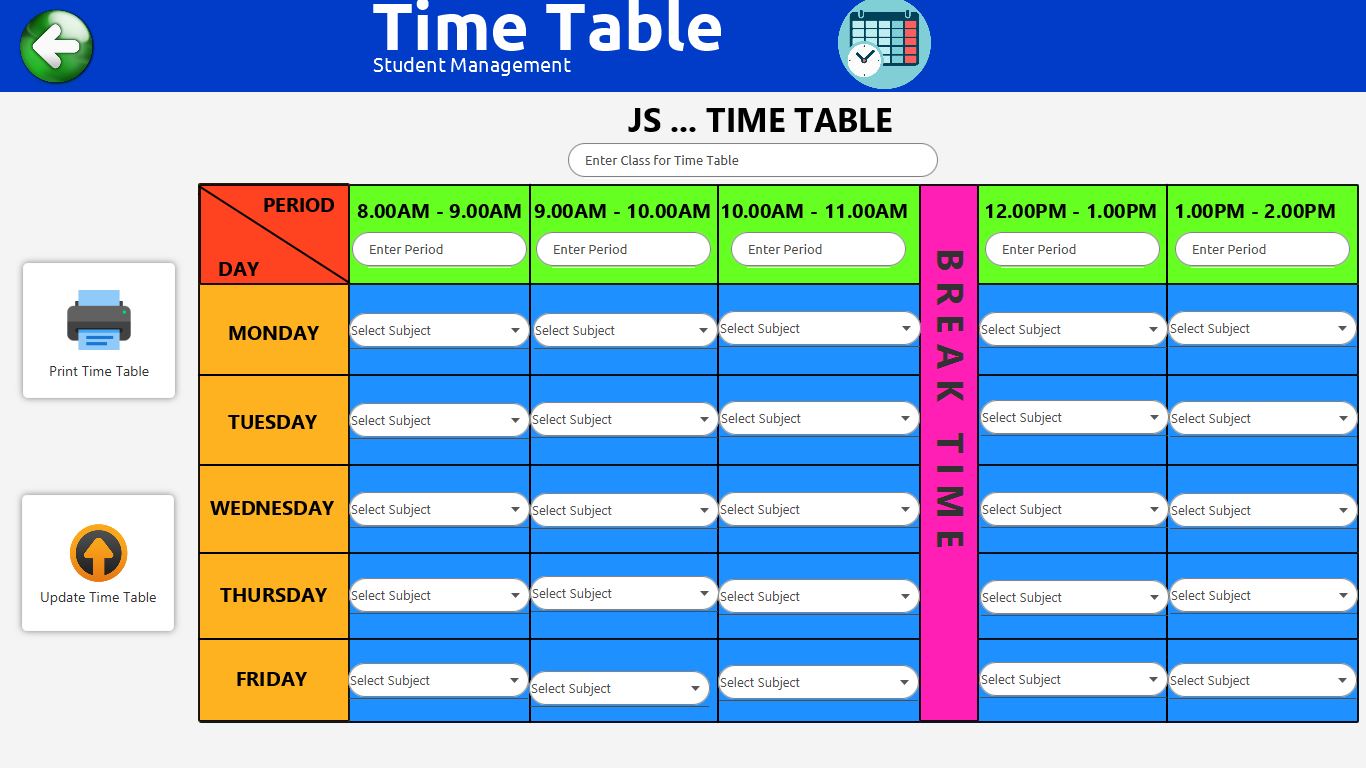 Time Table
Student Management
JS ... TIME TABLE
Enter Class for Time Table
PERIOD
DAY
8.00AM - 9.00AM
9.00AM - 10.00AM
10.00AM - 11.00AM
12.00PM - 1.00PM
1.00PM - 2.00PM
Enter Period
Enter Period
Enter Period
Enter Period
Enter Period
BREAK TIME
MONDAY
Select Subject
Select Subject
Select Subject
Select Subject
Select Subject
TUESDAY
Select Subject
Select Subject
Select Subject
Select Subject
Select Subject
WEDNESDAY
Select Subject
Select Subject
Select Subject
Select Subject
Select Subject
THURSDAY
Select Subject
Select Subject
Select Subject
Select Subject
Select Subject
FRIDAY
Select Subject
Select Subject
Select Subject
Select Subject
Select Subject
Print Time Table
Update Time Table